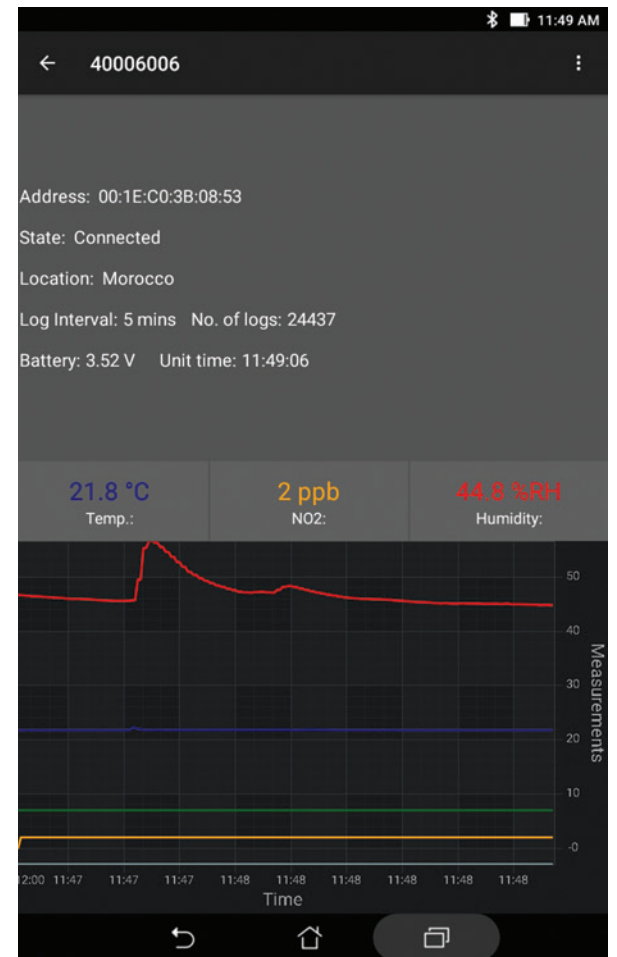 11:49 AM
40006006
Address: 00:1E:C0:3B:08:53
State: Connected
Location: Morocco
Log Interval: 5 mins No. of logs: 24437
Battery: 3.52 V Unit time: 11:49:06
21.8 °C 2 ppb 44.8 %RH
Temp.: NO2: Humidity:
50
40
30
20
10
-0
Measurements
12:00 11:47 11:47 11:47 11:48 11:48 11:48 11:48 11:48 11:48
Time